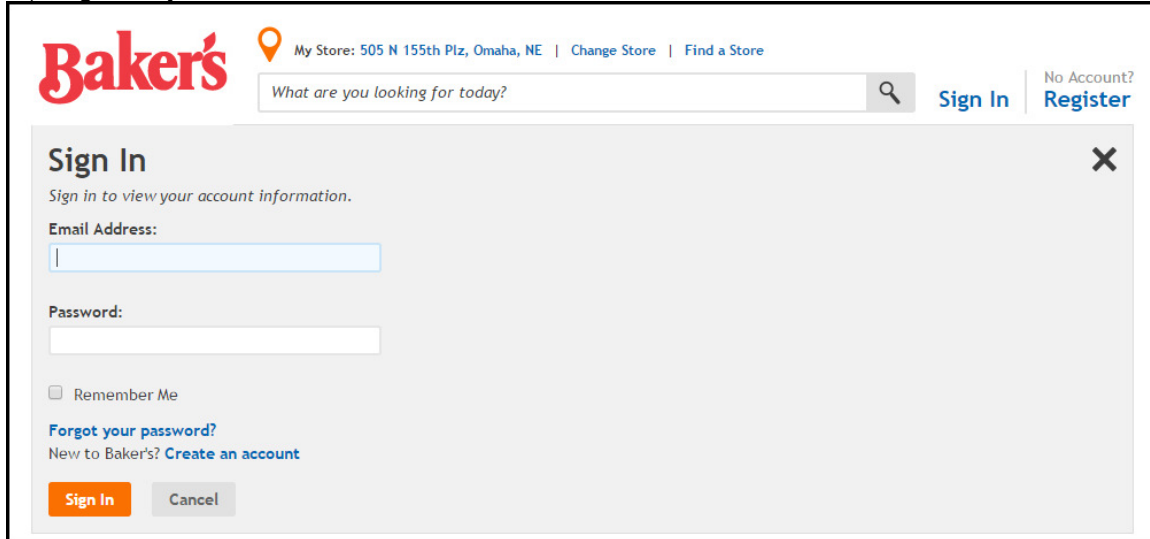 Baker's
My Store: 505 N 155th Plz, Omaha, NE | Change Store | Find a Store
What are you looking for today?
Sign In
No Account?
Register
Sign In
Sign in to view your account information.
Email Address:
Password:
Remember Me
Forgot your password?
New to Baker's? Create an account
Sign In
Cancel